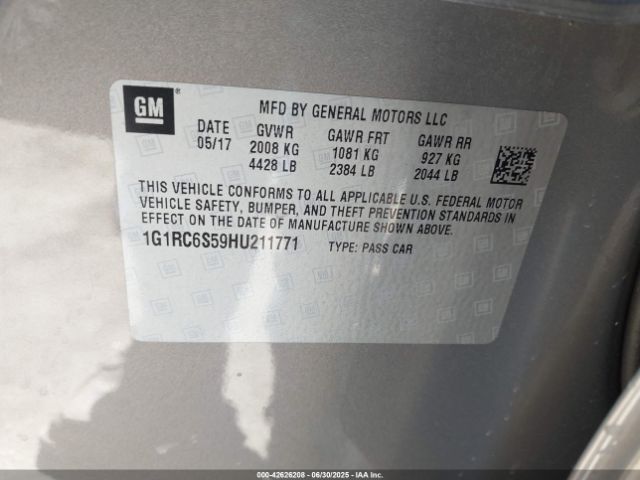 GM ®
MFD BY GENERAL MOTORS LLC
DATE GVWR GAWR FRT GAWR RR
05/17 2008 KG 1081 KG 927 KG
4428 LB 2384 LB 2044 LB
THIS VEHICLE CONFORMS TO ALL APPLICABLE U.S. FEDERAL MOTOR
VEHICLE SAFETY, BUMPER, AND THEFT PREVENTION STANDARDS IN
EFFECT ON THE DATE OF MANUFACTURE SHOWN ABOVE.
1G1RC6S59HU211771 TYPE: PASS CAR
000-42626208 - 06/30/2025 - IAAI.COM